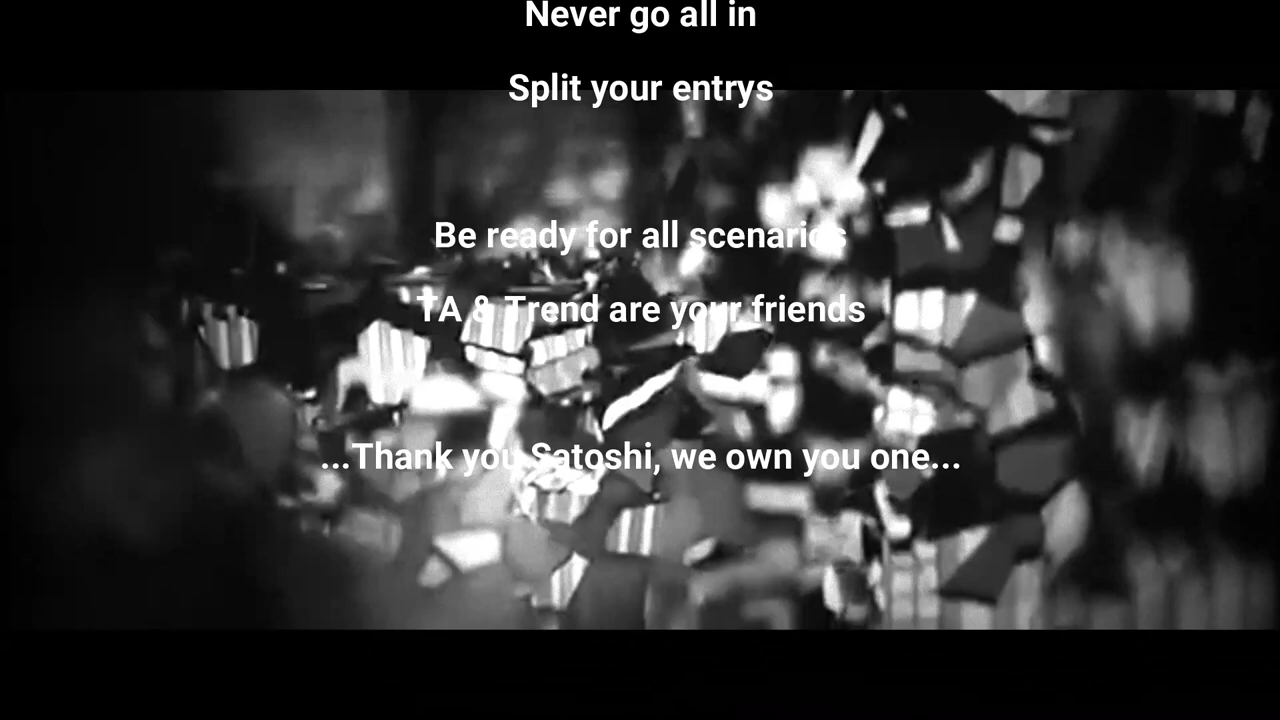 Never go all in
Split your entrys
Be ready for all scenarios
TA & Trend are your friends
...Thank you Satoshi, we own you one...